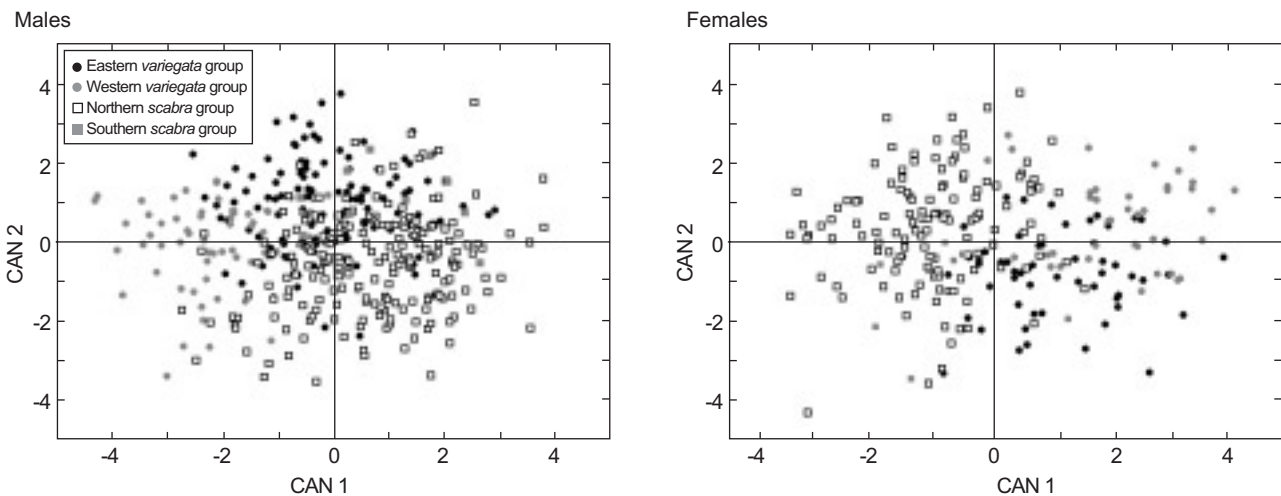 Males
Females
Eastern variegata group
Western variegata group
Northern scabra group
Southern scabra group
4
2
0
-2
-4
CAN 2
-4
-2
0
2
4
CAN 1
4
2
0
-2
-4
CAN 2
-4
-2
0
2
4
CAN 1